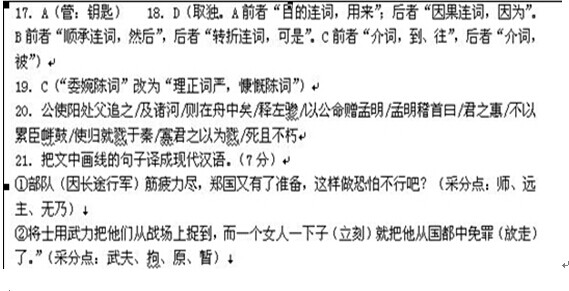 17. A（管：钥匙） 18. D（取独。A前者“目的连词，用来”；后者“因果连词，因为”。
B前者“顺承连词，然后”，后者“转折连词，可是”。C前者“介词，到、往”，后者“介词，
被”）↵
19. C（“委婉陈词”改为“理正词严，慷慨陈词”）↵
20. 公使阳处父追之/及诸河/则在舟中矣/释左骖/以公命赠孟明/孟明稽首曰/君之惠/不以
累臣衅鼓/使归就戮于秦/寡君之以为戮/死且不朽↵
21. 把文中画线的句子译成现代汉语。（7分）↵
①部队（因长途行军）筋疲力尽，郑国又有了准备，这样做恐怕不行吧？（采分点：师、远
主、无乃）↓
②将士用武力把他们从战场上捉到，而一个女人一下子（立刻）就把他从国都中免罪（放走）
了。”（采分点：武夫、拘、原、暂）↓